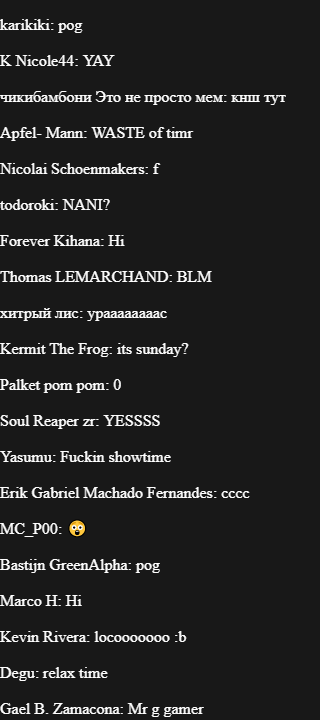 karikiki: pog
K Nicole44: YAY
чикибамбони Это не просто мем: кнш тут
Apfel- Mann: WASTE of timr
Nicolai Schoenmakers: f
todoroki: NANI?
Forever Kihana: Hi
Thomas LEMARCHAND: BLM
хитрый лис: ураааааааас
Kermit The Frog: its sunday?
Palket pom pom: 0
Soul Reaper zr: YESSSS
Yasumu: Fuckin showtime
Erik Gabriel Machado Fernandes: cccc
MC_P00: 😲
Bastijn GreenAlpha: pog
Marco H: Hi
Kevin Rivera: locooooooo :b
Degu: relax time
Gael B. Zamacona: Mr g gamer